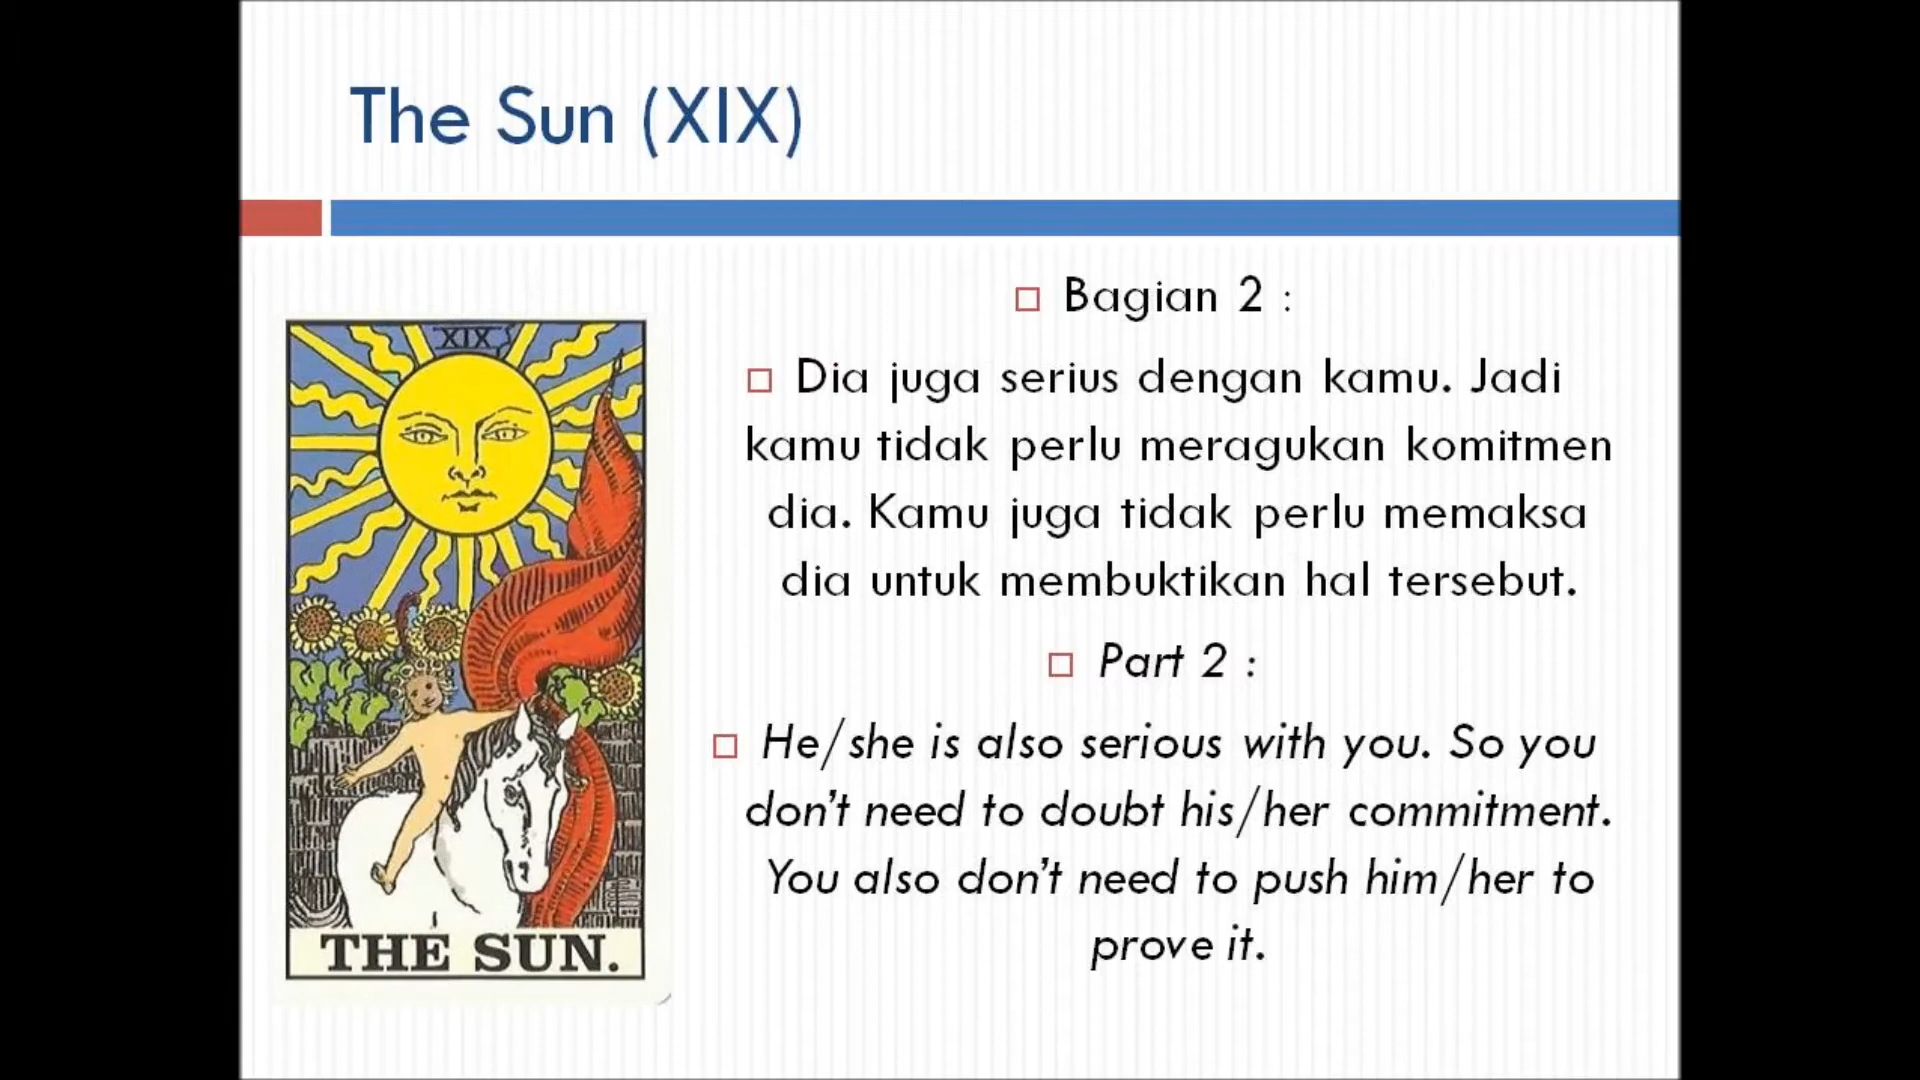 The Sun (XIX)
XIX
THE SUN.
Bagian 2 :
Dia juga serius dengan kamu. Jadi
kamu tidak perlu meragukan komitmen
dia. Kamu juga tidak perlu memaksa
dia untuk membuktikan hal tersebut.
Part 2 :
He/she is also serious with you. So you
don't need to doubt his/her commitment.
You also don't need to push him/her to
prove it.